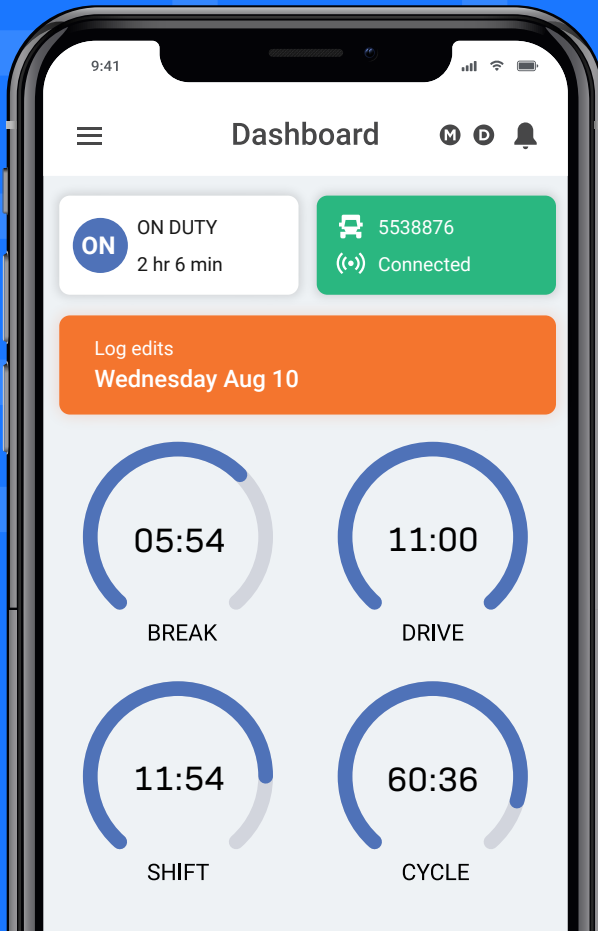 9:41
Dashboard M D
ON ON DUTY
2 hr 6 min
5538876
Connected
Log edits
Wednesday Aug 10
05:54 11:00
BREAK DRIVE
11:54 60:36
SHIFT CYCLE